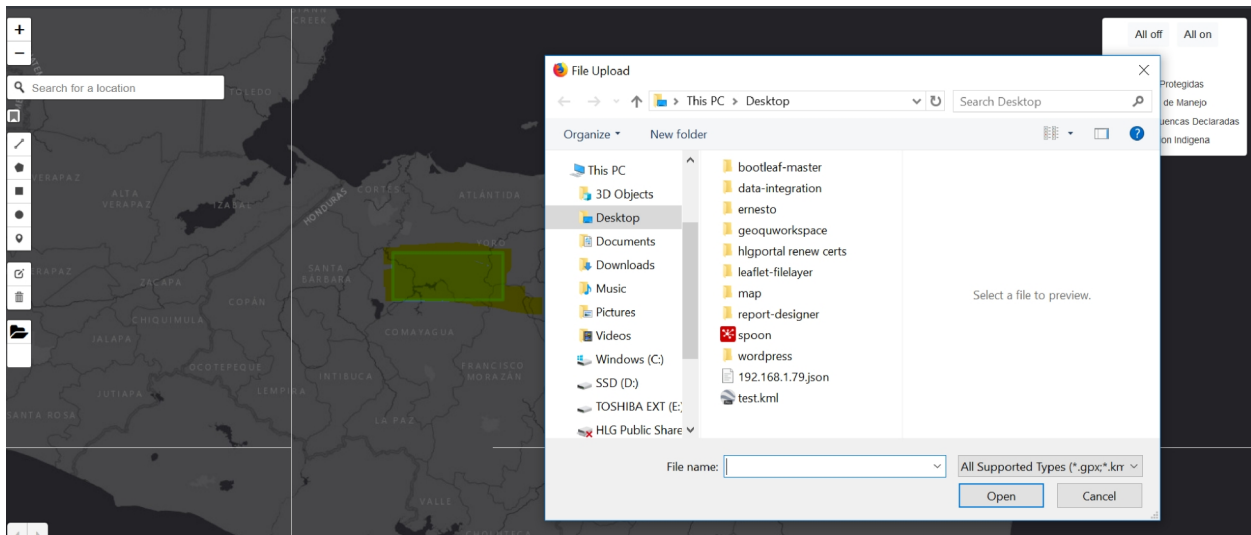 CREEK
+
−
Search for a location
TOLEDO
VERAPAZ
ALTA
VERAPAZ
IZABAL
HONDURAS
CORTÉS
ATLÁNTIDA
YORO
ZACAPA
SANTA
BÁRBARA
COPÁN
CHIQUIMULA
JALAPA
COMAYAGUA
OCOTEPEQUE
INTIBUCÁ
FRANCISCO
MORAZÁN
LEMPIRA
JUTIAPA
SANTA ROSA
LA PAZ
VALLE
CHOLUTECA
All off All on
Protegidas
de Manejo
uencas Declaradas
on Indigena
File Upload
This PC > Desktop
Search Desktop
Organize
New folder
This PC
3D Objects
Desktop
Documents
Downloads
Music
Pictures
Videos
Windows (C:)
SSD (D:)
TOSHIBA EXT (E:)
HLG Public Share
bootleaf-master
data-integration
ernesto
geoquworkspace
hlgportal renew certs
leaflet-filelayer
map
report-designer
spoon
wordpress
192.168.1.79.json
test.kml
Select a file to preview.
File name:
All Supported Types (*.gpx;*.km
Open
Cancel